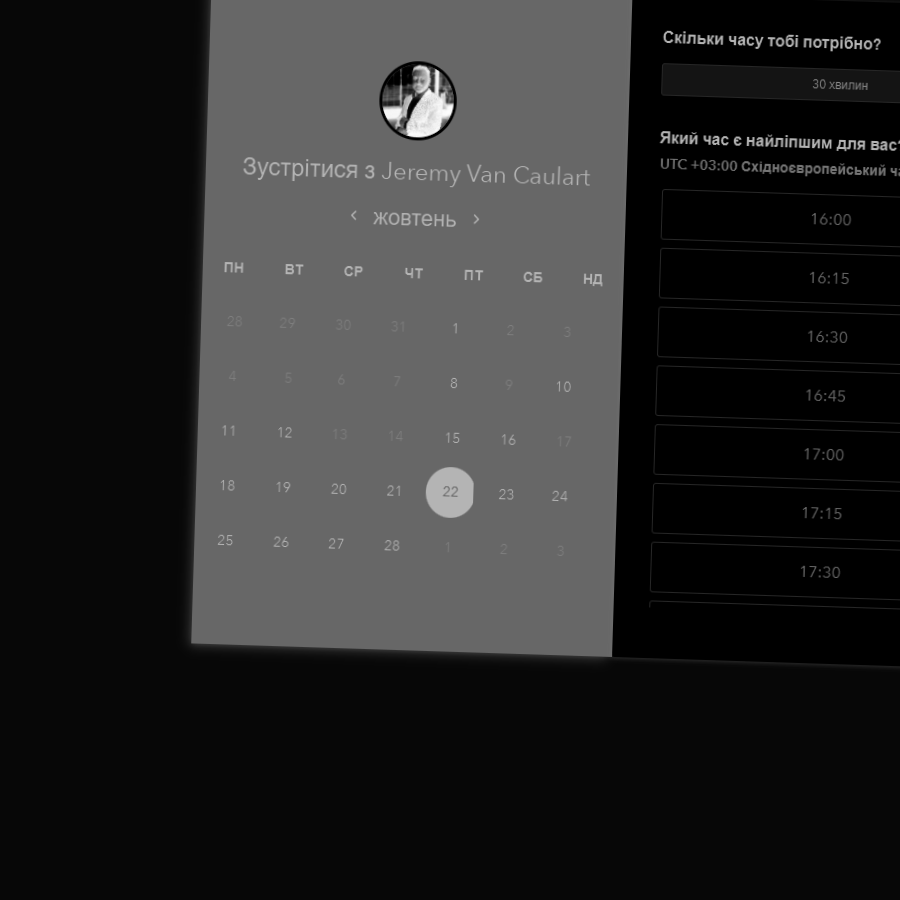 Зустрітися з Jeremy Van Caulart
‹ жовтень ›
ПН ВТ СР ЧТ ПТ СБ НД
28 29 30 31 1 2 3
4 5 6 7 8 9 10
11 12 13 14 15 16 17
18 19 20 21 22 23 24
25 26 27 28 1 2 3
Скільки часу тобі потрібно?
30 хвилин
Який час є найліпшим для вас?
UTC +03:00 Східноєвропейський
16:00
16:15
16:30
16:45
17:00
17:15
17:30